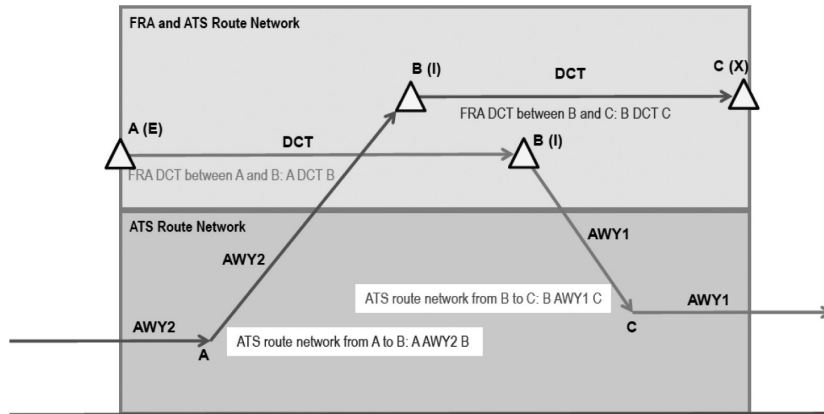 FRA and ATS Route Network
B (I)
DCT
C (X)
FRA DCT between B and C: B DCT C
A (E)
DCT
B (I)
FRA DCT between A and B: A DCT B
ATS Route Network
AWY2
AWY1
ATS route network from B to C: B AWY1 C
AWY1
AWY2
C
A
ATS route network from A to B: A AWY2 B